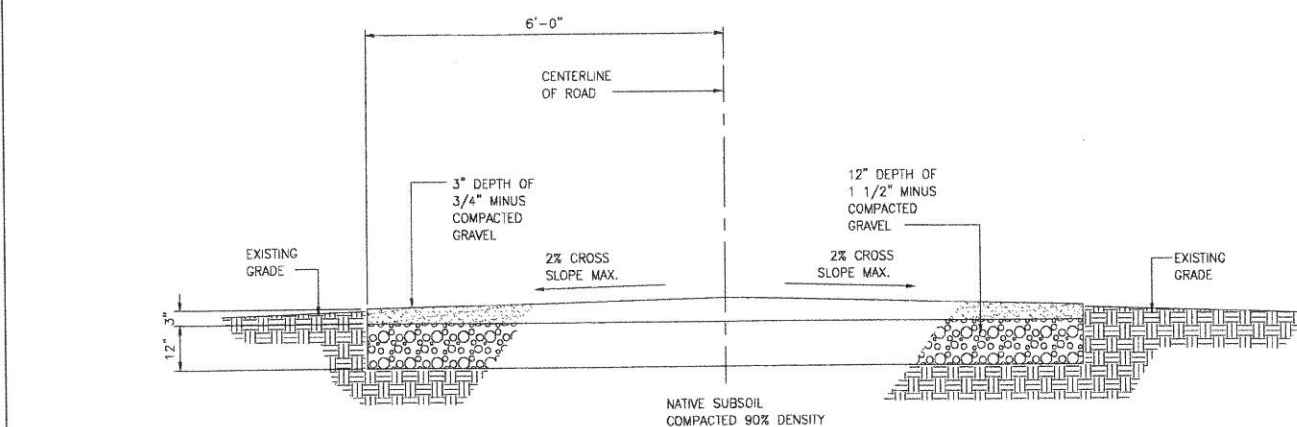 6'-0"
CENTERLINE
OF ROAD
3" DEPTH OF
3/4" MINUS
COMPACTED
GRAVEL
12" DEPTH OF
1 1/2" MINUS
COMPACTED
GRAVEL
EXISTING
GRADE
2% CROSS
SLOPE MAX.
2% CROSS
SLOPE MAX.
EXISTING
GRADE
3"
12"
NATIVE SUBSOIL
COMPACTED 90% DENSITY